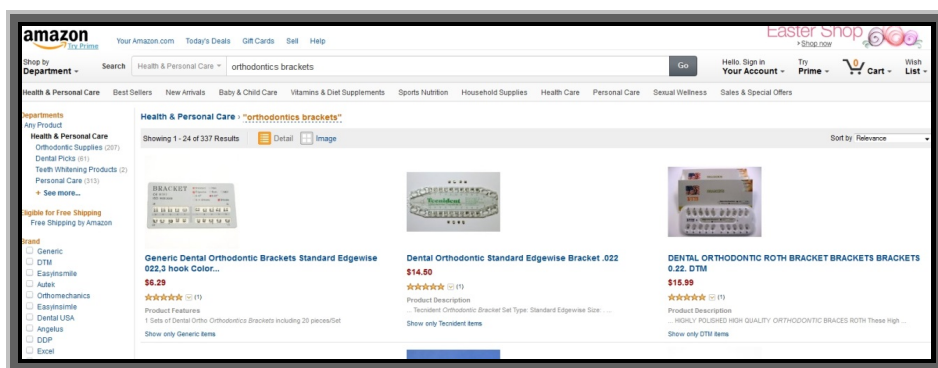 amazon
Try Prime
Your Amazon.com Today's Deals Gift Cards Sell Help
Easter Shop
Shop now
Shop by
Department
Search Health & Personal Care orthodontics brackets Go
Hello. Sign in
Your Account
Try
Prime
0
Cart
Wish
List
Health & Personal Care Best Sellers New Arrivals Baby & Child Care Vitamins & Diet Supplements Sports Nutrition Household Supplies Health Care Personal Care Sexual Wellness Sales & Special Offers
Departments
Any Product
Health & Personal Care
Orthodontic Supplies (207)
Dental Picks (61)
Teeth Whitening Products (2)
Personal Care (313)
+ See more...
Eligible for Free Shipping
Free Shipping by Amazon
Brand
Generic
DTM
Easyinsmile
Autek
Orthomechanics
Easyinsimile
Dental USA
Angelus
DDP
Excel
Health & Personal Care › "orthodontics brackets"
Showing 1 - 24 of 337 Results Detail Image
Sort by Relevance
BRACKET
Generic Dental Orthodontic Brackets Standard Edgewise
022,3 hook Color...
$6.29
(1)
Product Features
1 Sets of Dental Ortho Orthodontics Brackets including 20 pieces/Set
Show only Generic items
Tecnident
Dental Orthodontic Standard Edgewise Bracket .022
$14.50
(1)
Product Description
... Tecnident Orthodontic Bracket Set Type: Standard Edgewise Size: ... ...
Show only Tecnident items
DENTAL ORTHODONTIC ROTH BRACKET BRACKETS BRACKETS
0.22. DTM
$15.99
(1)
Product Description
... HIGHLY POLISHED HIGH QUALITY ORTHODONTIC BRACES ROTH These High ...
Show only DTM items